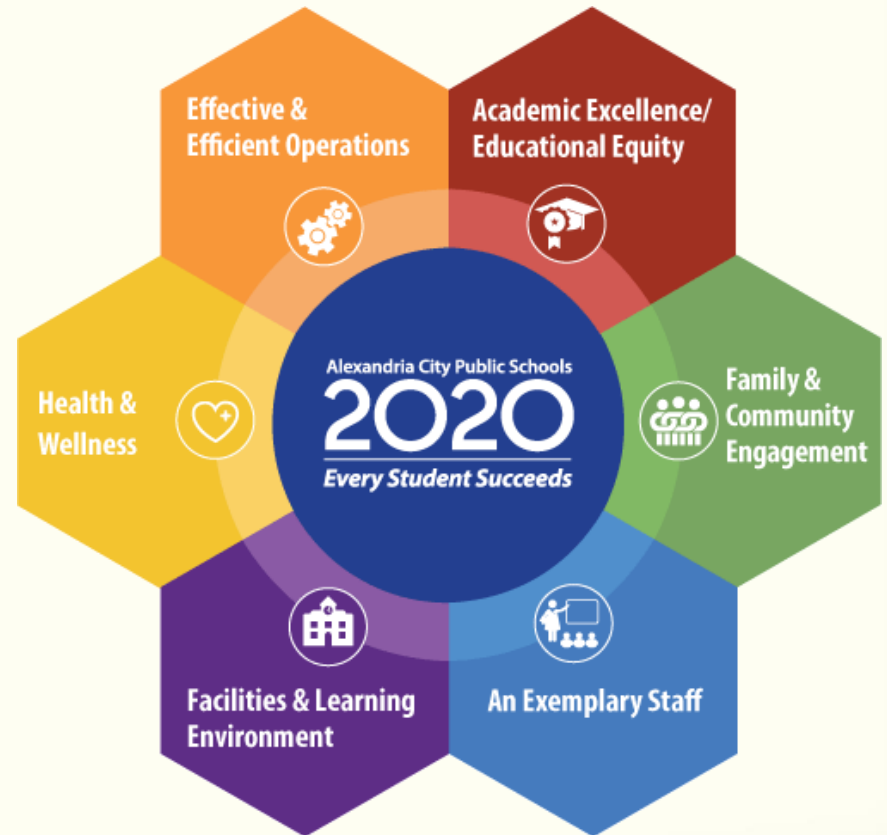 Effective &
Efficient Operations
Academic Excellence/
Educational Equity
Health &
Wellness
Alexandria City Public Schools
2020
Every Student Succeeds
Family &
Community
Engagement
Facilities & Learning
Environment
An Exemplary Staff